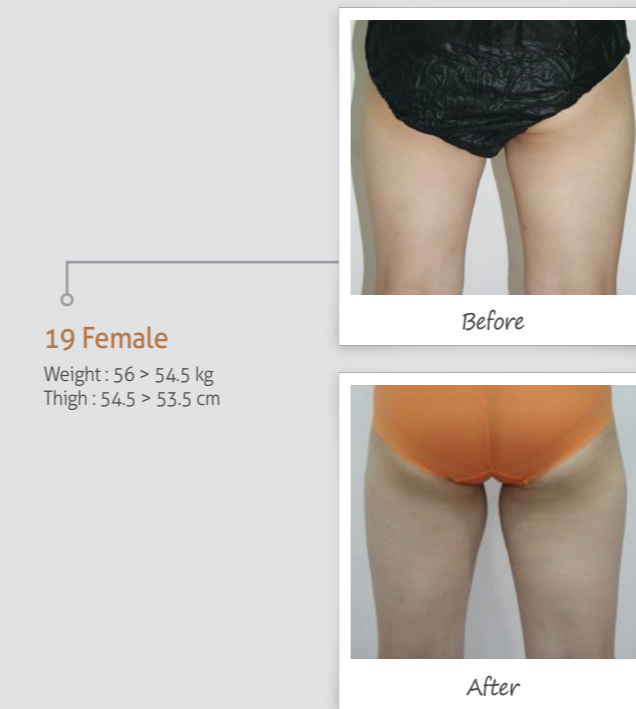 Before
19 Female
Weight : 56 > 54.5 kg
Thigh : 54.5 > 53.5 cm
After